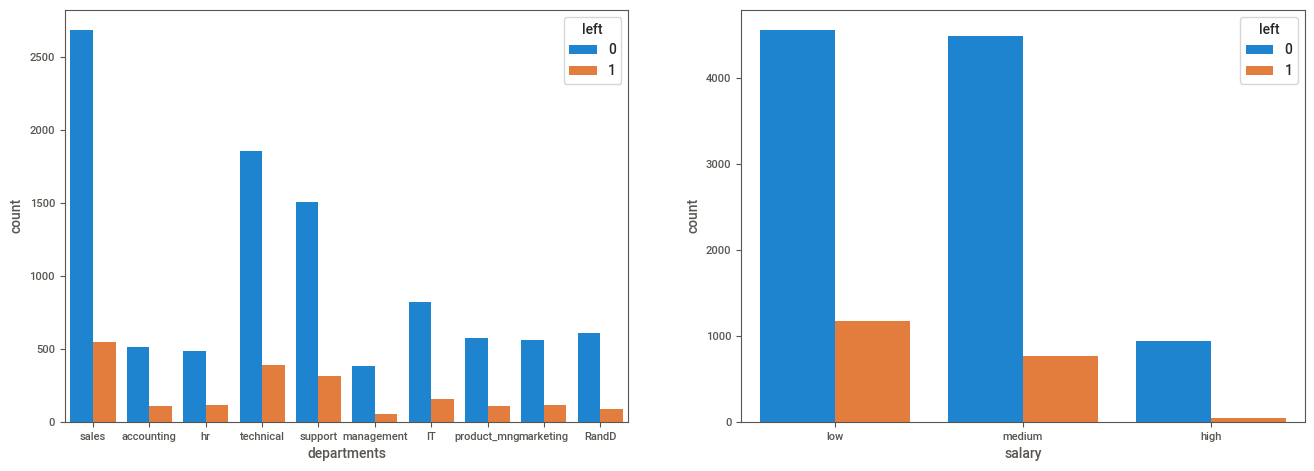 left
0
1
2500
2000
1500
1000
500
0
count
sales accounting hr technical support management IT product_mng marketing RandD
departments
left
0
1
4000
3000
2000
1000
0
count
low medium high
salary